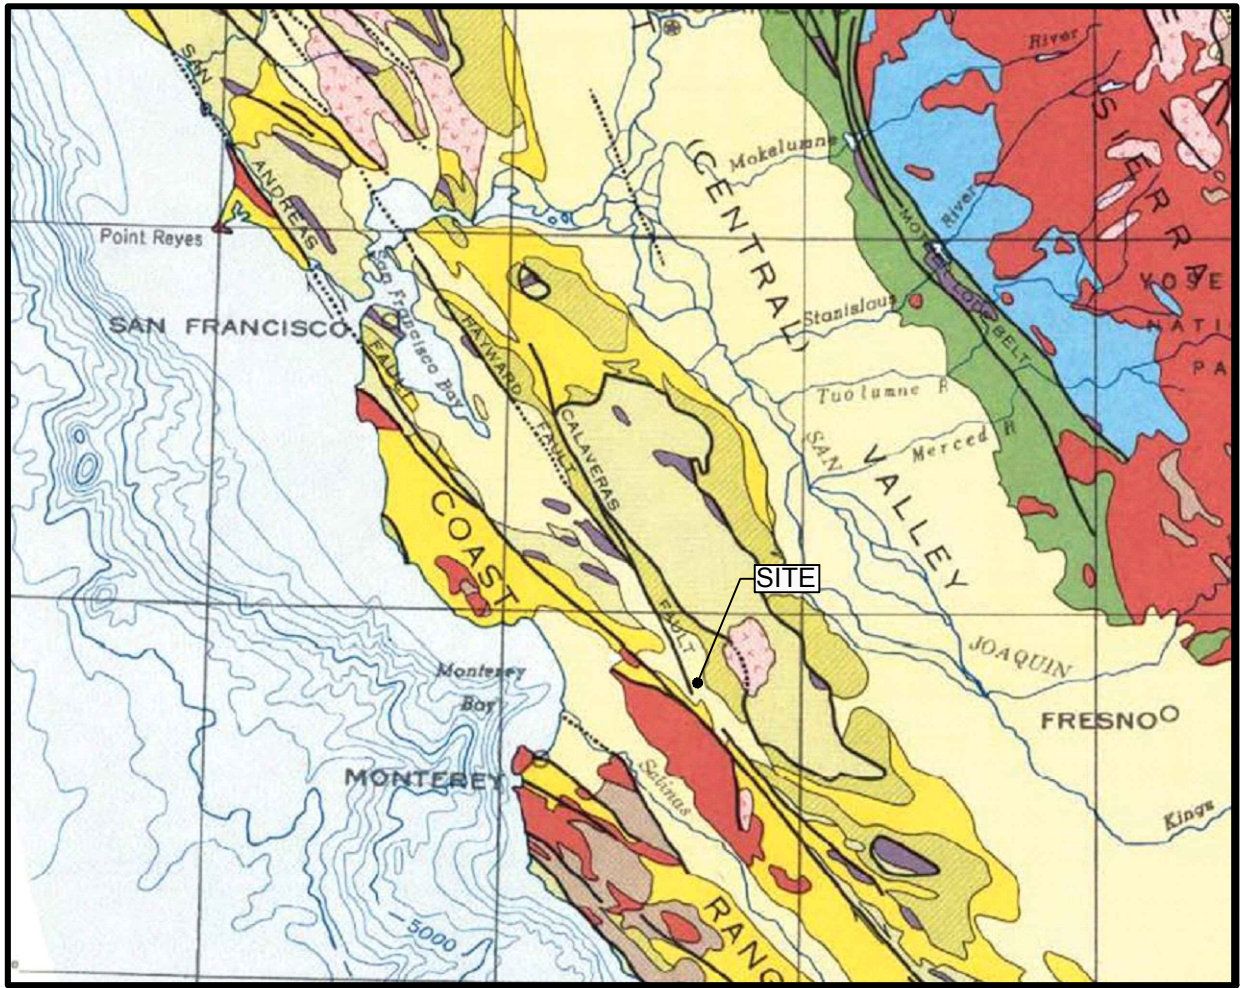 SAN
ANDREAS
FAULT
Point Reyes
SAN FRANCISCO
San Francisco Bay
HAYWARD
FAULT
CALAVERAS
FAULT
COAST
RANG
Monterey
Bay
MONTEREY
Salinas
-5000
SITE
(CENTRAL)
VALLEY
Mokelumne
River
River
MOT
LODE
BELT
Stanislaus
Tuolumne R
Merced R
SAN
JOAQUIN
FRESNO
Kings
SIERRA
YOSE
NATI
PA